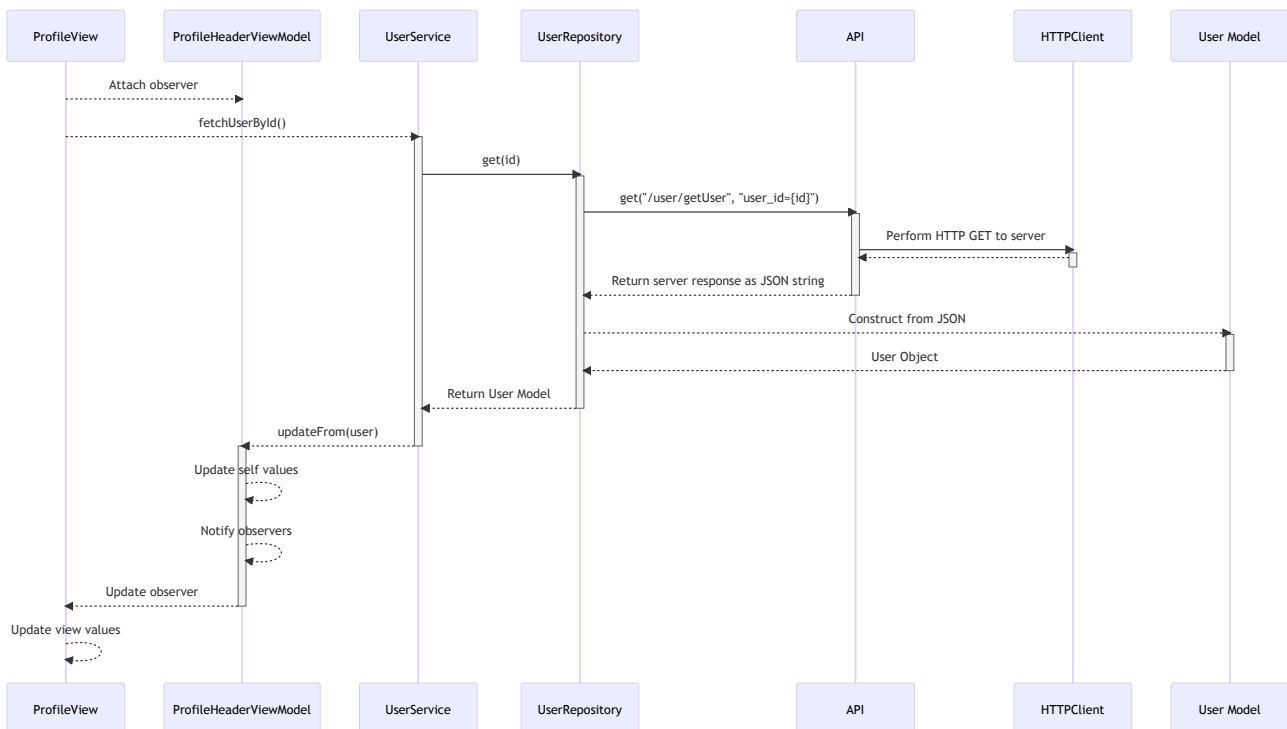 ProfileView
ProfileHeaderViewModel
UserService
UserRepository
API
HTTPClient
User Model
Attach observer
fetchUserById()
get(id)
get("/user/getUser", "user_id={id}")
Perform HTTP GET to server
Return server response as JSON string
Construct from JSON
User Object
Return User Model
updateFrom(user)
Update self values
Notify observers
Update observer
Update view values
ProfileView
ProfileHeaderViewModel
UserService
UserRepository
API
HTTPClient
User Model